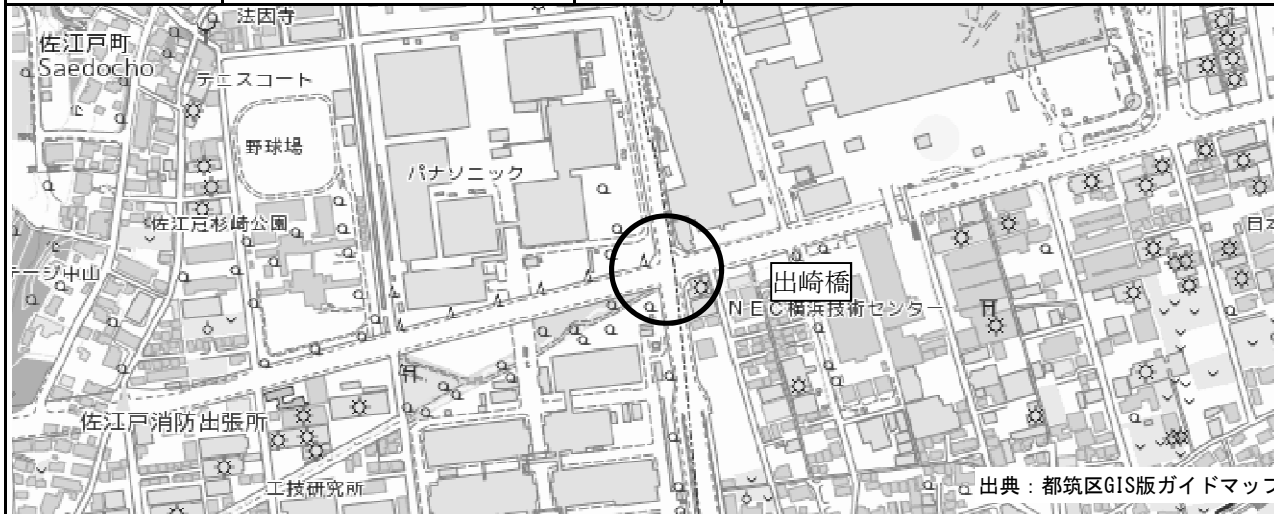 法因寺
佐江戸町
Saedocho
テニスコート
野球場
パナソニック
佐江戸杉崎公園
テージ中山
出崎橋
NEC横浜技術センター
日本
佐江戸消防出張所
工技研究所
出典：都筑区GIS版ガイドマップ